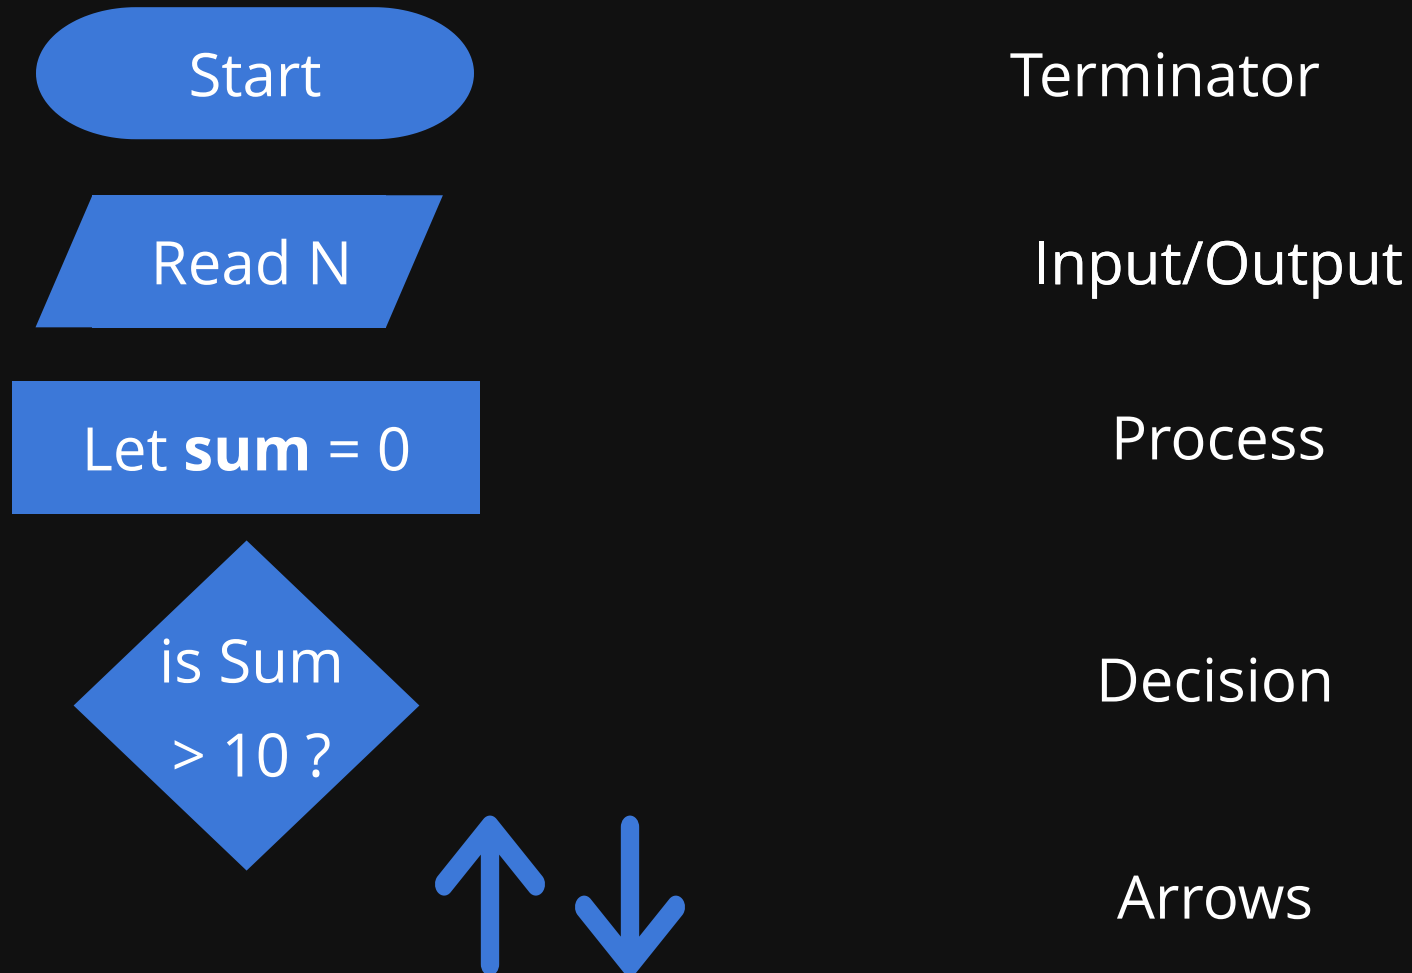 Start
Terminator
Read N
Input/Output
Let sum = 0
Process
is Sum
> 10 ?
Decision
Arrows